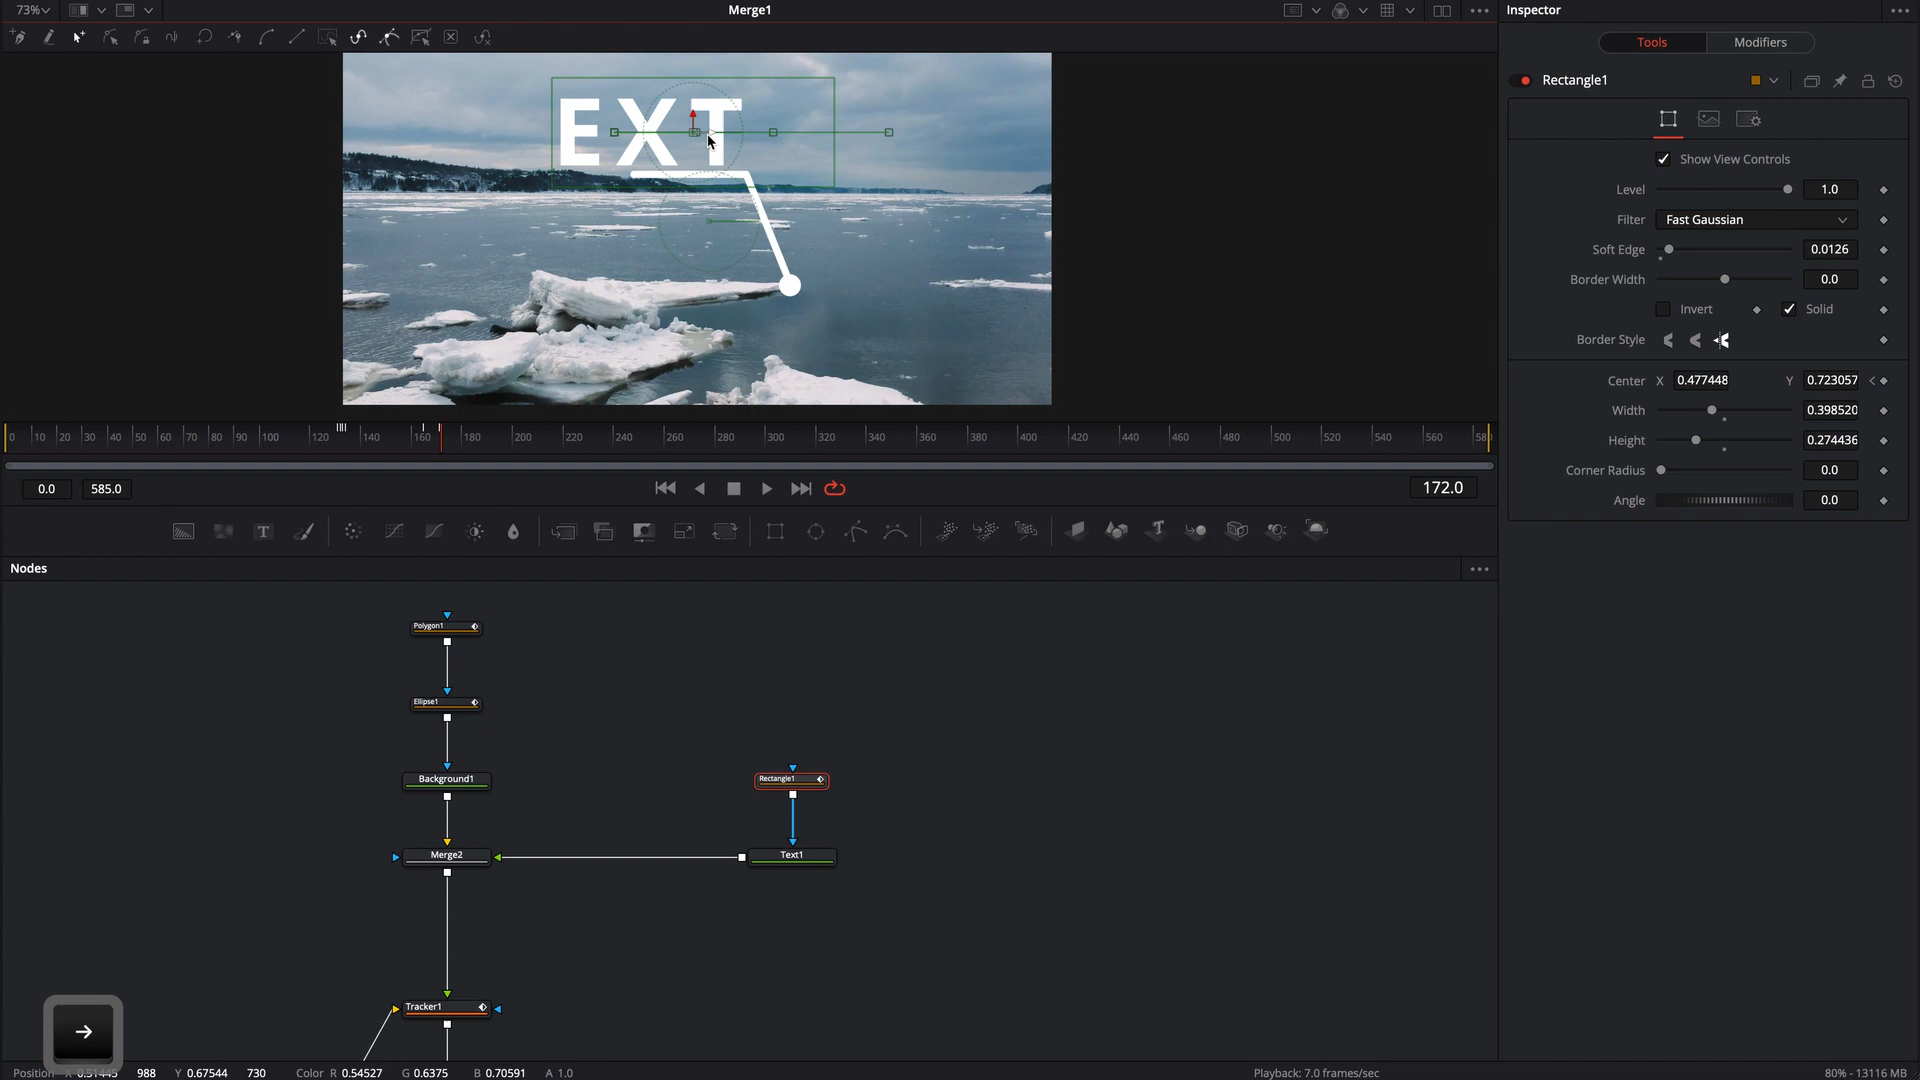 73%
Merge1
Inspector
Tools
Modifiers
Rectangle1
Show View Controls
Level 1.0
Filter Fast Gaussian
Soft Edge 0.0126
Border Width 0.0
Invert Solid
Border Style
Center X 0.477448 Y 0.723057
Width 0.398520
Height 0.274436
Corner Radius 0.0
Angle 0.0
EXT
0 10 20 30 40 50 60 70 80 90 100 120 140 160 180 200 220 240 260 280 300 320 340 360 380 400 420 440 460 480 500 520 540 560 580
0.0 585.0 172.0
T T
Nodes
Polygon1
Ellipse1
Background1
Rectangle1
Merge2
Text1
Tracker1
Position X 0.51445 988 Y 0.67544 730 Color R 0.54527 G 0.6375 B 0.70591 A 1.0 Playback: 7.0 frames/sec 80% - 13116 MB